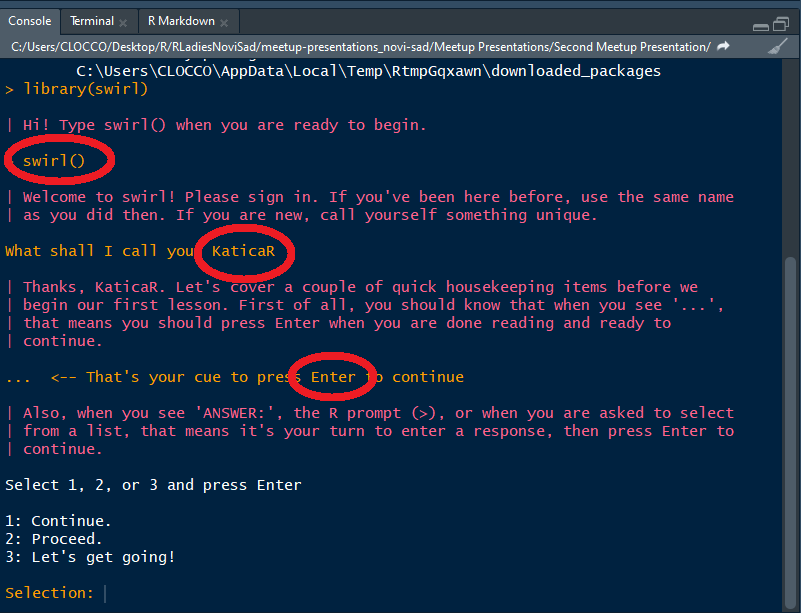 Console Terminal R Markdown
C:/Users/CLOCCO/Desktop/R/RLadiesNoviSad/meetup-presentations_novi-sad/Meetup Presentations/Second Meetup Presentation/
C:\Users\CLOCCO\AppData\Local\Temp\RtmpGqxawn\downloaded_packages
> library(swirl)
| Hi! Type swirl() when you are ready to begin.
swirl()
| Welcome to swirl! Please sign in. If you've been here before, use the same name
| as you did then. If you are new, call yourself something unique.
What shall I call you KaticaR
| Thanks, KaticaR. Let's cover a couple of quick housekeeping items before we
| begin our first lesson. First of all, you should know that when you see '...',
| that means you should press Enter when you are done reading and ready to
| continue.
... <-- That's your cue to press Enter to continue
| Also, when you see 'ANSWER:', the R prompt (>), or when you are asked to select
| from a list, that means it's your turn to enter a response, then press Enter to
| continue.
Select 1, 2, or 3 and press Enter
1: Continue.
2: Proceed.
3: Let's get going!
Selection: